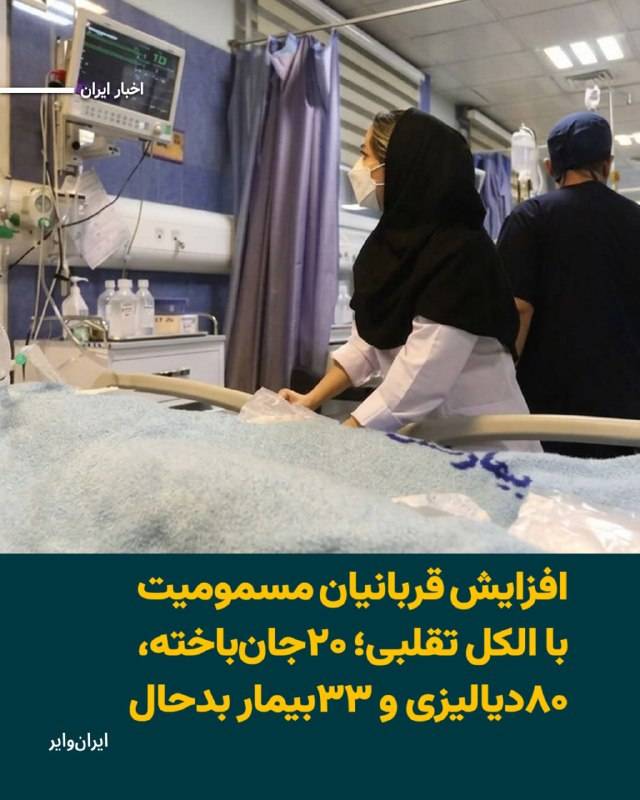 اخبار ایران
افزایش قربانیان مسمومیت
با الکل تقلبی؛ ۲۰جان‌باخته،
۸۰دیالیزی و ۳۳بیمار بدحال
ایران‌وایر